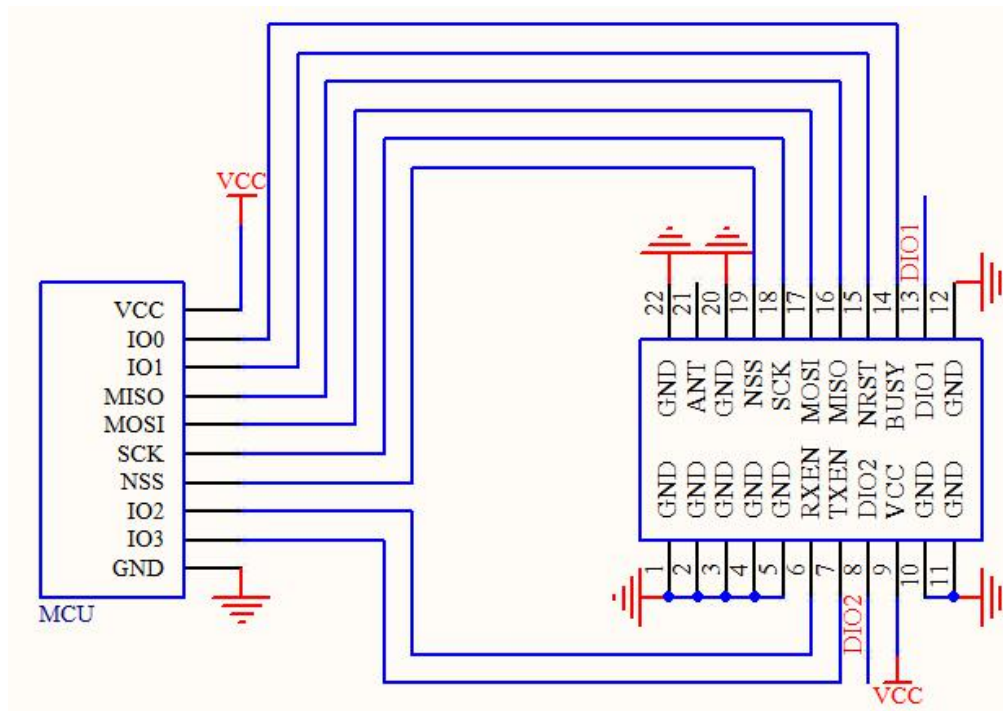 VCC
DIO1
22 21 20 19 18 17 16 15 14 13 12
VCC
IO0
IO1
MISO
MOSI
SCK
NSS
IO2
IO3
GND
MCU
GND ANT GND NSS SCK MOSI MISO NRST BUSY DIO1 GND
GND GND GND GND GND RXEN TXEN DIO2 VCC GND GND
1 2 3 4 5 6 7 8 9 10 11
DIO2
VCC